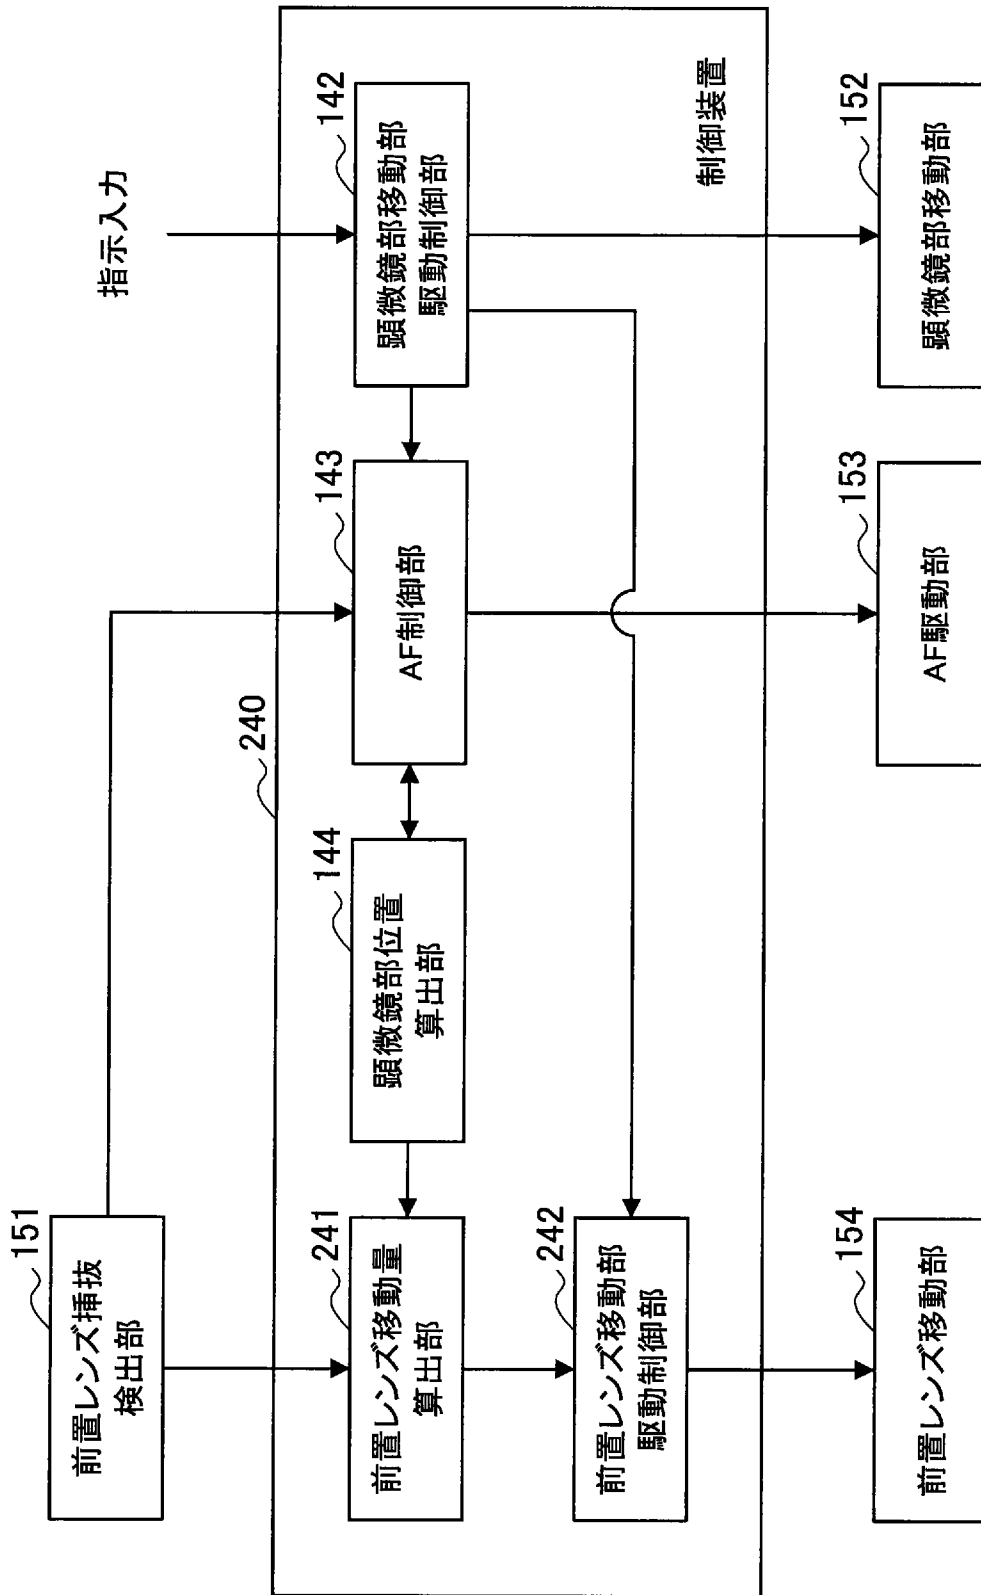 指示入力
151
前置レンズ挿抜
検出部
240
144
顕微鏡部位置
算出部
143
AF制御部
142
顕微鏡部移動部
駆動制御部
241
前置レンズ移動量
算出部
242
前置レンズ移動部
駆動制御部
制御装置
154
前置レンズ移動部
153
AF駆動部
152
顕微鏡部移動部